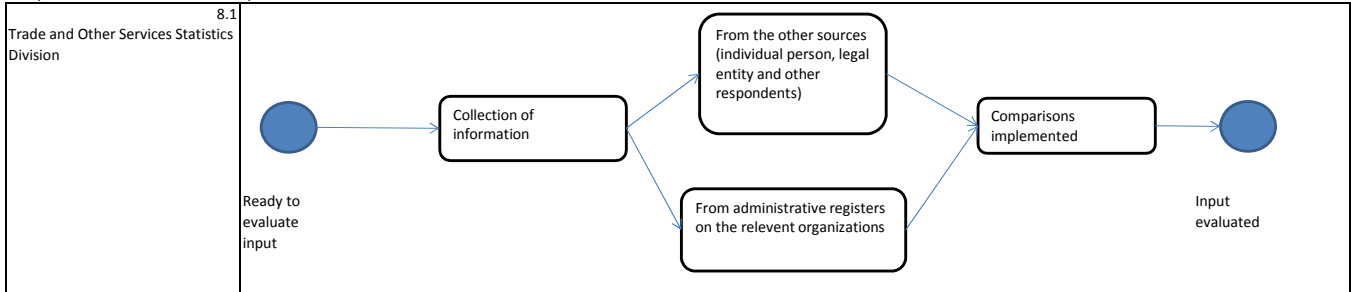 8.1
Trade and Other Services Statistics
Division
Ready to
evaluate
input
Collection of
information
From the other sources
(individual person, legal
entity and other
respondents)
From administrative registers
on the relevent organizations
Comparisons
implemented
Input
evaluated